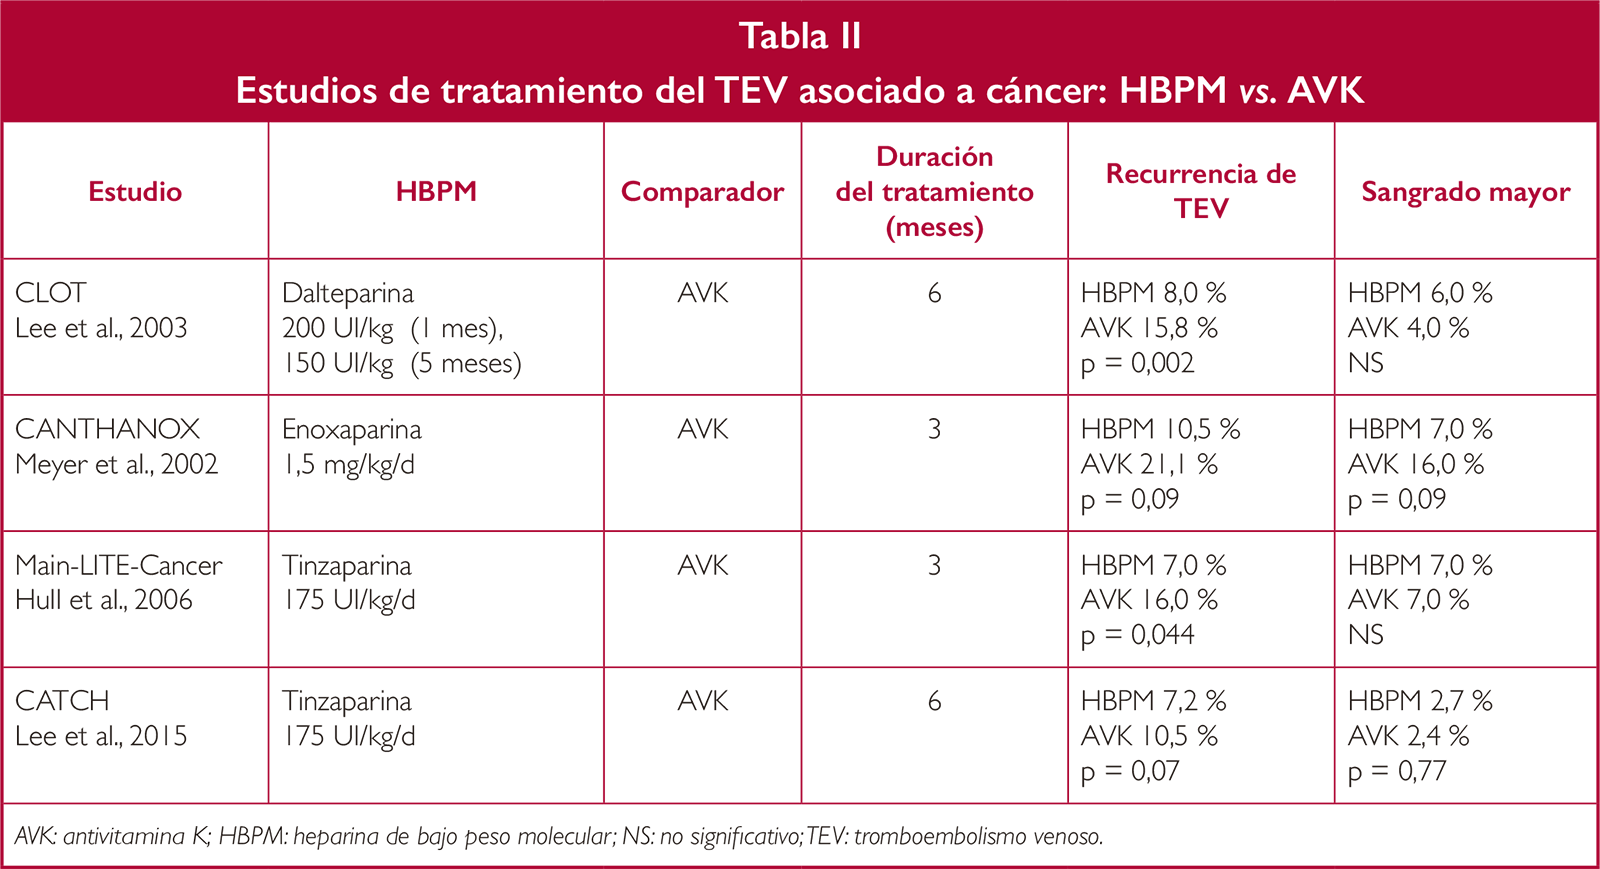 Tabla II
Estudios de tratamiento del TEV asociado a cáncer: HBPM vs. AVK
Estudio
HBPM
Comparador
Duración
del tratamiento
(meses)
Recurrencia de
TEV
Sangrado mayor
CLOT
Lee et al., 2003
Dalteparina
200 UI/kg (1 mes),
150 UI/kg (5 meses)
AVK
6
HBPM 8,0 %
AVK 15,8 %
p = 0,002
HBPM 6,0 %
AVK 4,0 %
NS
CANTHANOX
Meyer et al., 2002
Enoxaparina
1,5 mg/kg/d
AVK
3
HBPM 10,5 %
AVK 21,1 %
p = 0,09
HBPM 7,0 %
AVK 16,0 %
p = 0,09
Main-LITE-Cancer
Hull et al., 2006
Tinzaparina
175 UI/kg/d
AVK
3
HBPM 7,0 %
AVK 16,0 %
p = 0,044
HBPM 7,0 %
AVK 7,0 %
NS
CATCH
Lee et al., 2015
Tinzaparina
175 UI/kg/d
AVK
6
HBPM 7,2 %
AVK 10,5 %
p = 0,07
HBPM 2,7 %
AVK 2,4 %
p = 0,77
AVK: antivitamina K; HBPM: heparina de bajo peso molecular; NS: no significativo; TEV: tromboembolismo venoso.